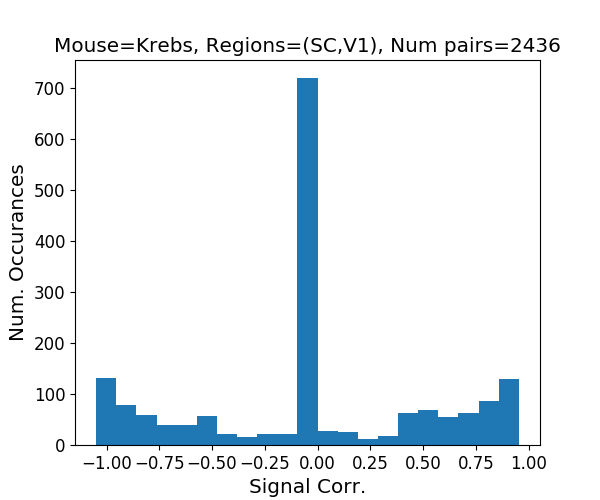 Mouse=Krebs, Regions=(SC,V1), Num pairs=2436
700
600
500
400
300
200
100
0
Num. Occurances
−1.00 −0.75 −0.50 −0.25 0.00 0.25 0.50 0.75 1.00
Signal Corr.